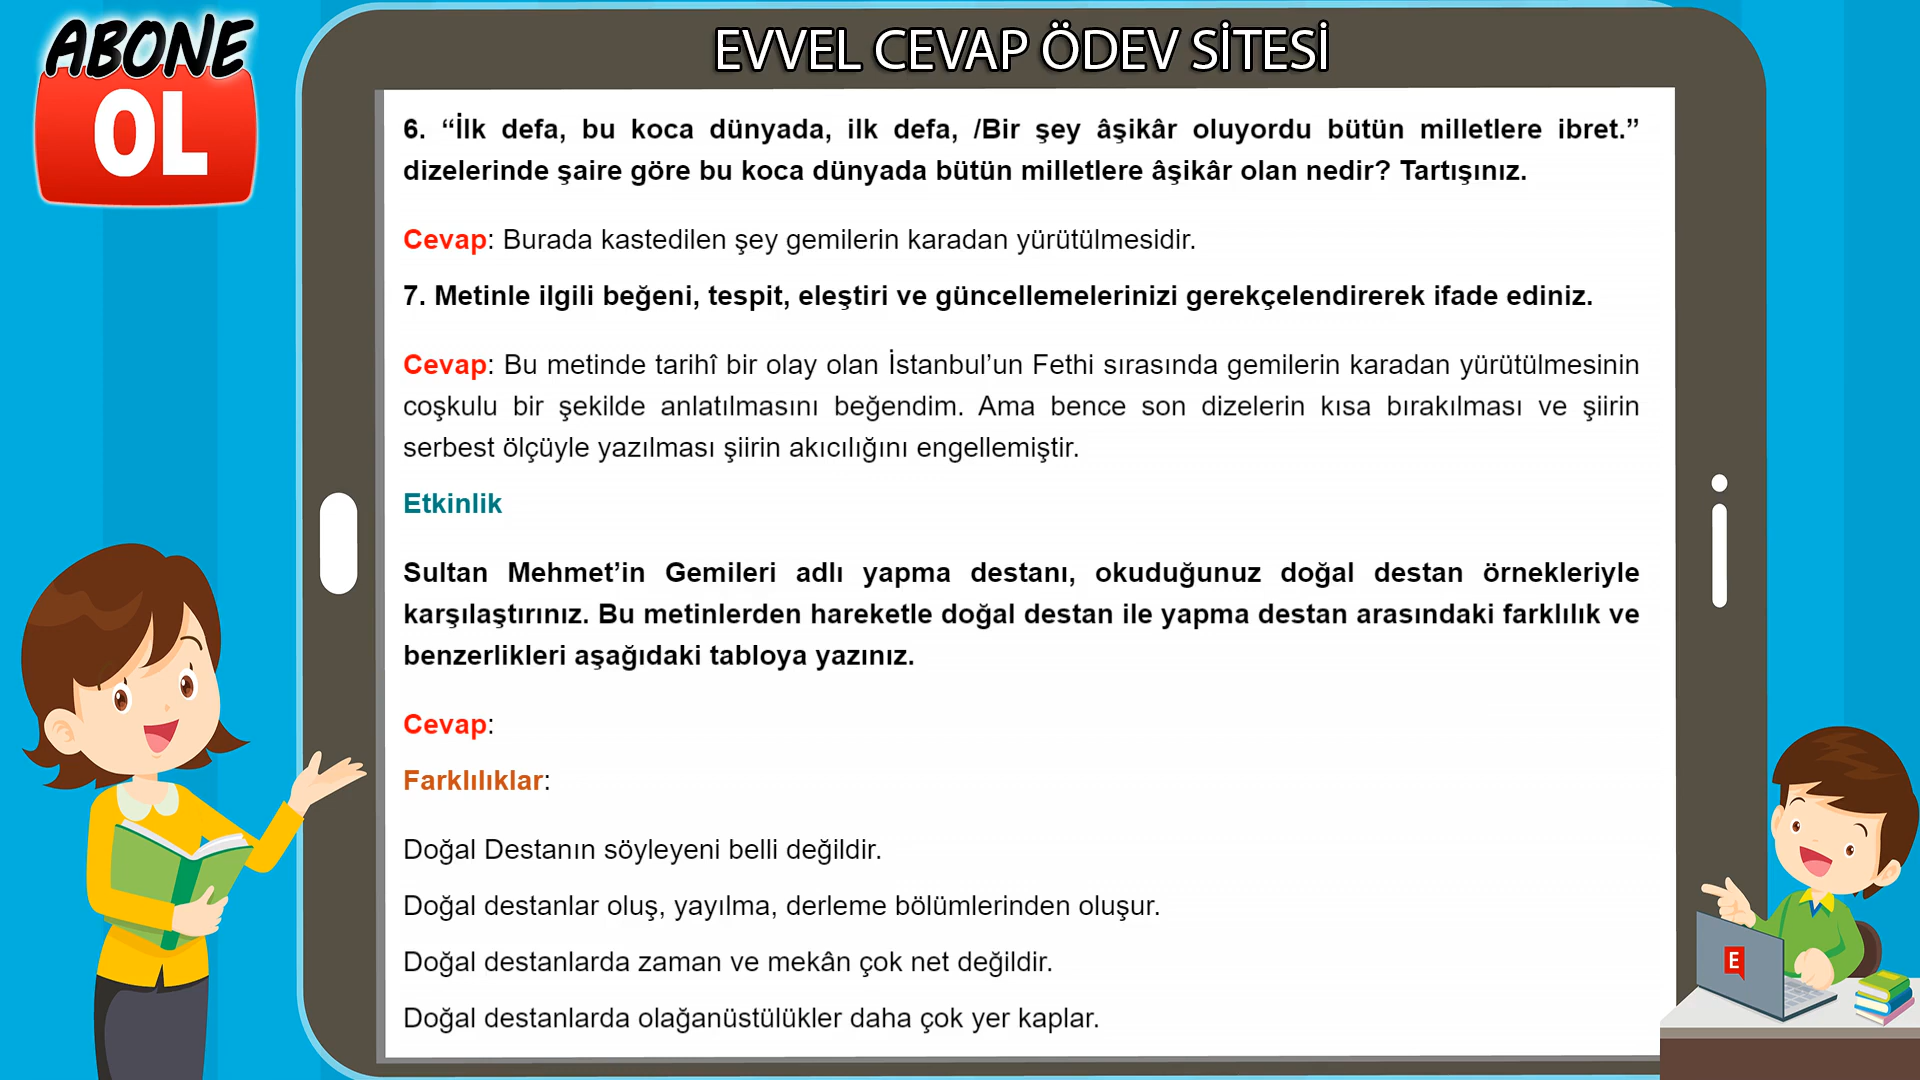 ABONE
OL
EVVEL CEVAP ÖDEV SİTESİ
6. “İlk defa, bu koca dünyada, ilk defa, /Bir şey âşikâr oluyordu bütün milletlere ibret.”
dizelerinde şaire göre bu koca dünyada bütün milletlere âşikâr olan nedir? Tartışınız.
Cevap: Burada kastedilen şey gemilerin karadan yürütülmesidir.
7. Metinle ilgili beğeni, tespit, eleştiri ve güncellemelerinizi gerekçelendirerek ifade ediniz.
Cevap: Bu metinde tarihî bir olay olan İstanbul’un Fethi sırasında gemilerin karadan yürütülmesinin
coşkulu bir şekilde anlatılmasını beğendim. Ama bence son dizelerin kısa bırakılması ve şiirin
serbest ölçüyle yazılması şiirin akıcılığını engellemiştir.
Etkinlik
Sultan Mehmet’in Gemileri adlı yapma destanı, okuduğunuz doğal destan örnekleriyle
karşılaştırınız. Bu metinlerden hareketle doğal destan ile yapma destan arasındaki farklılık ve
benzerlikleri aşağıdaki tabloya yazınız.
Cevap:
Farklılıklar:
Doğal Destanın söyleyeni belli değildir.
Doğal destanlar oluş, yayılma, derleme bölümlerinden oluşur.
Doğal destanlarda zaman ve mekân çok net değildir.
Doğal destanlarda olağanüstülükler daha çok yer kaplar.
E